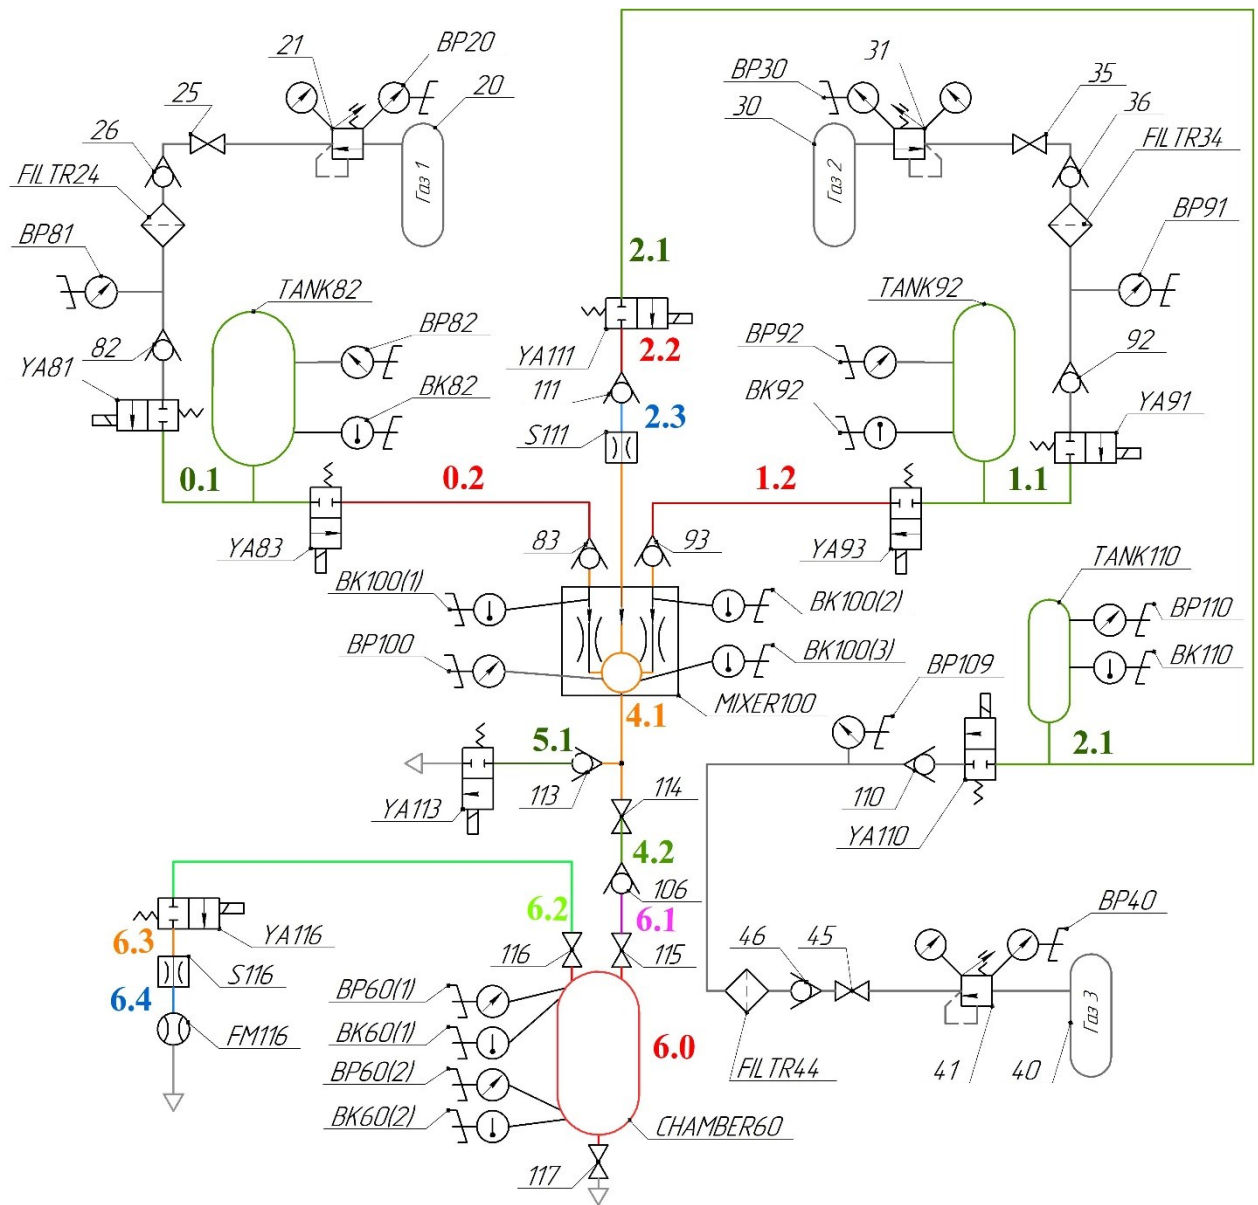 BP20
21
20
25
26
FILTR24
BP81
Газ 1
TANK82
BP82
BK82
82
YA81
0.1
0.2
YA83
83
2.1
YA111
2.2
111
2.3
S111
BP30
31
35
36
30
FILTR34
Газ 2
BP91
TANK92
BP92
BK92
92
YA91
1.2
1.1
YA93
93
BK100(1)
BK100(2)
BP100
BK100(3)
MIXER100
4.1
TANK110
BP110
BK110
BP109
2.1
110
YA110
5.1
YA113
113
114
4.2
106
6.2
6.1
6.3
YA116
116
115
S116
6.4
FM116
BP60(1)
BK60(1)
BP60(2)
BK60(2)
6.0
CHAMBER60
117
46
45
BP40
FILTR44
41
40
Газ 3